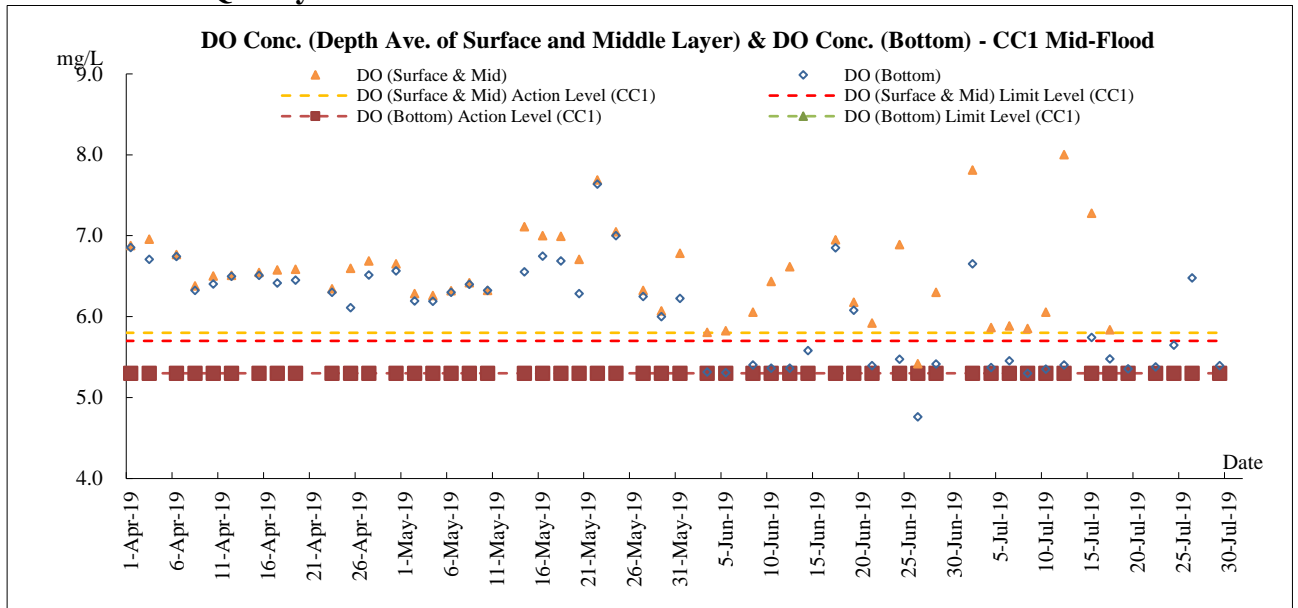 DO Conc. (Depth Ave. of Surface and Middle Layer) & DO Conc. (Bottom) - CC1 Mid-Flood
mg/L
DO (Surface & Mid)
DO (Bottom)
DO (Surface & Mid) Action Level (CC1)
DO (Surface & Mid) Limit Level (CC1)
DO (Bottom) Action Level (CC1)
DO (Bottom) Limit Level (CC1)
9.0
8.0
7.0
6.0
5.0
4.0
Date
1-Apr-19
6-Apr-19
11-Apr-19
16-Apr-19
21-Apr-19
26-Apr-19
1-May-19
6-May-19
11-May-19
16-May-19
21-May-19
26-May-19
31-May-19
5-Jun-19
10-Jun-19
15-Jun-19
20-Jun-19
25-Jun-19
30-Jun-19
5-Jul-19
10-Jul-19
15-Jul-19
20-Jul-19
25-Jul-19
30-Jul-19